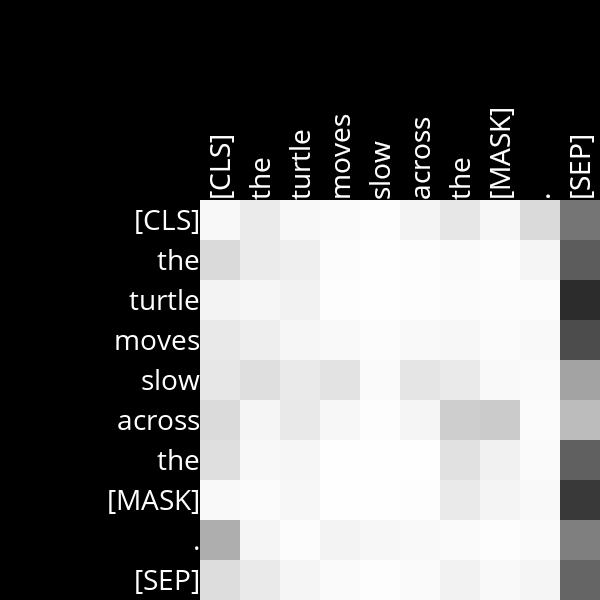 [CLS] the turtle moves slow across the [MASK] . [SEP]
[CLS]
the
turtle
moves
slow
across
the
[MASK]
.
[SEP]